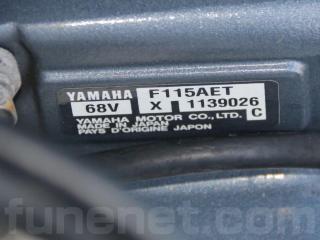 YAMAHA F115AET
68V X 1139026
C
YAMAHA MOTOR CO.,LTD.
MADE IN JAPAN
PAYS D'ORIGINE JAPON
funenet.com